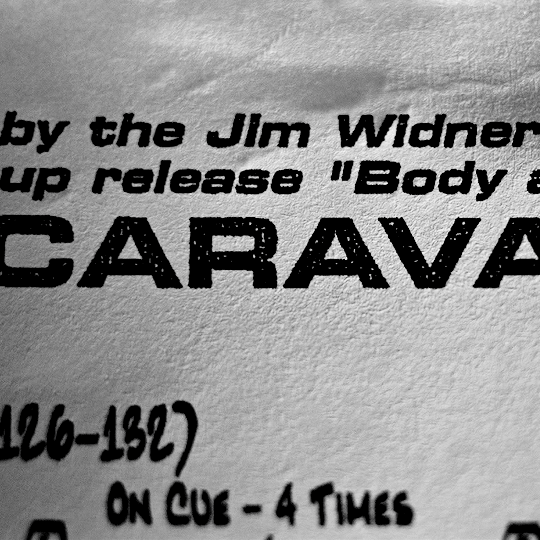 by the Jim Widner
up release "Body a
CARAVA
126-132)
On Cue - 4 Times